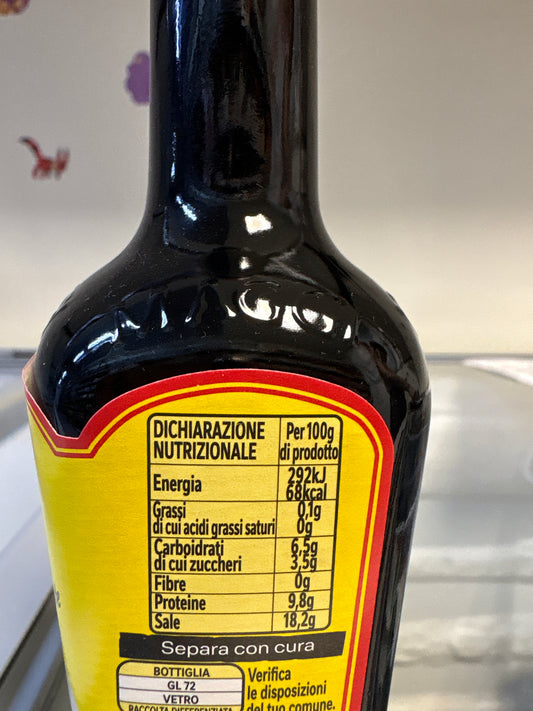 DICHIARAZIONE NUTRIZIONALE Per 100g di prodotto
Energia 292kJ 68kcal
Grassi 0,1g
di cui acidi grassi saturi 0g
Carboidrati 6,5g
di cui zuccheri 3,5g
Fibre 0g
Proteine 9,8g
Sale 18,2g
Separa con cura
BOTTIGLIA
GL 72
VETRO
RACCOLTA DIFFERENZIATA
Verifica
le disposizioni
del tuo comune.